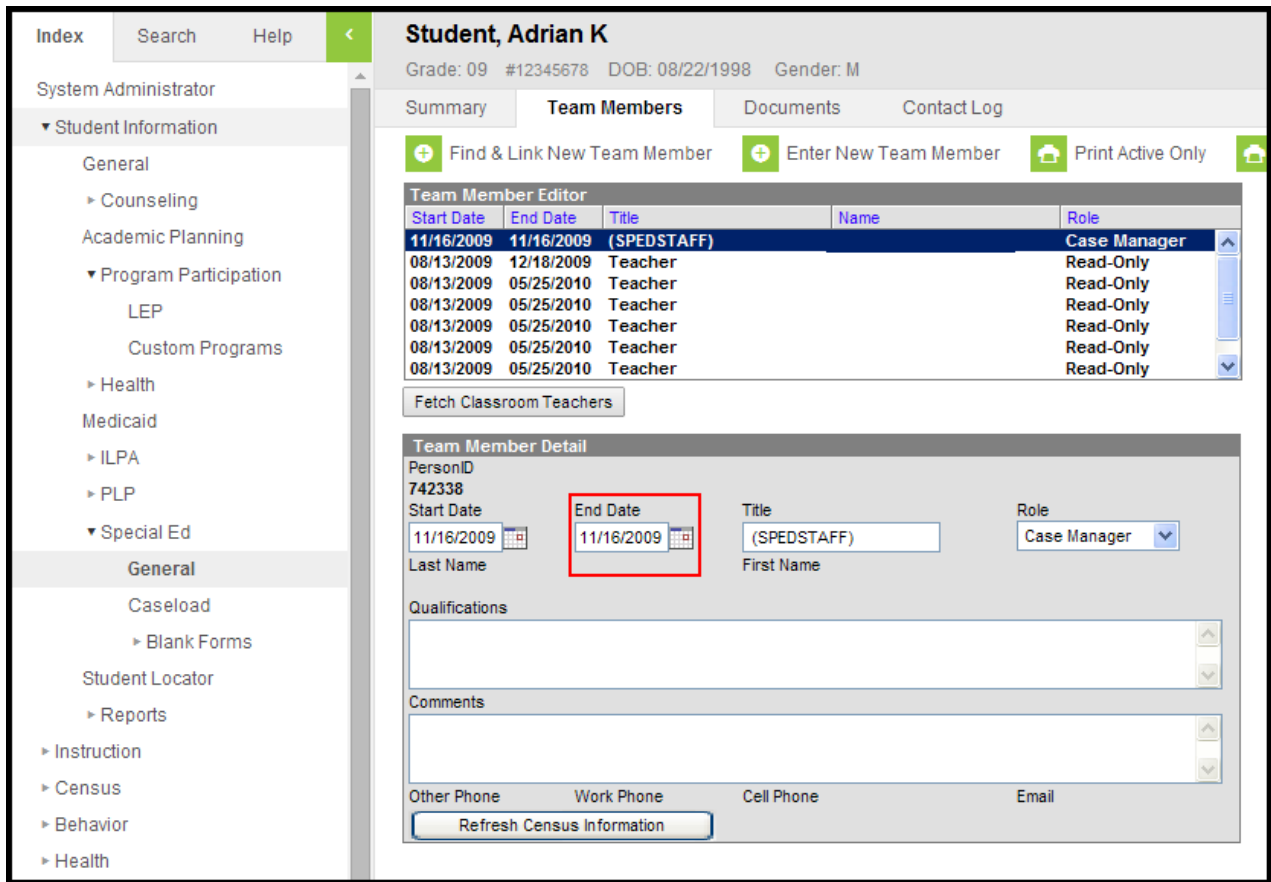 Index Search Help
System Administrator
Student Information
General
Counseling
Academic Planning
Program Participation
LEP
Custom Programs
Health
Medicaid
ILPA
PLP
Special Ed
General
Caseload
Blank Forms
Student Locator
Reports
Instruction
Census
Behavior
Health
Student, Adrian K
Grade: 09 #12345678 DOB: 08/22/1998 Gender: M
Summary Team Members Documents Contact Log
Find & Link New Team Member Enter New Team Member Print Active Only
Team Member Editor
Start Date End Date Title Name Role
11/16/2009 11/16/2009 (SPEDSTAFF) Case Manager
08/13/2009 12/18/2009 Teacher Read-Only
08/13/2009 05/25/2010 Teacher Read-Only
08/13/2009 05/25/2010 Teacher Read-Only
08/13/2009 05/25/2010 Teacher Read-Only
08/13/2009 05/25/2010 Teacher Read-Only
08/13/2009 05/25/2010 Teacher Read-Only
Fetch Classroom Teachers
Team Member Detail
PersonID
742338
Start Date End Date Title Role
11/16/2009 11/16/2009 (SPEDSTAFF) Case Manager
Last Name First Name
Qualifications
Comments
Other Phone Work Phone Cell Phone Email
Refresh Census Information